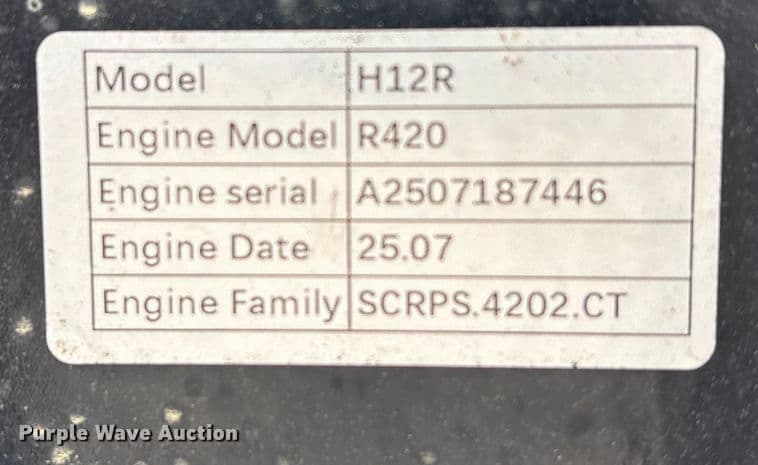 Model H12R
Engine Model R420
Engine serial A2507187446
Engine Date 25.07
Engine Family SCRPS.4202.CT
Purple Wave Auction